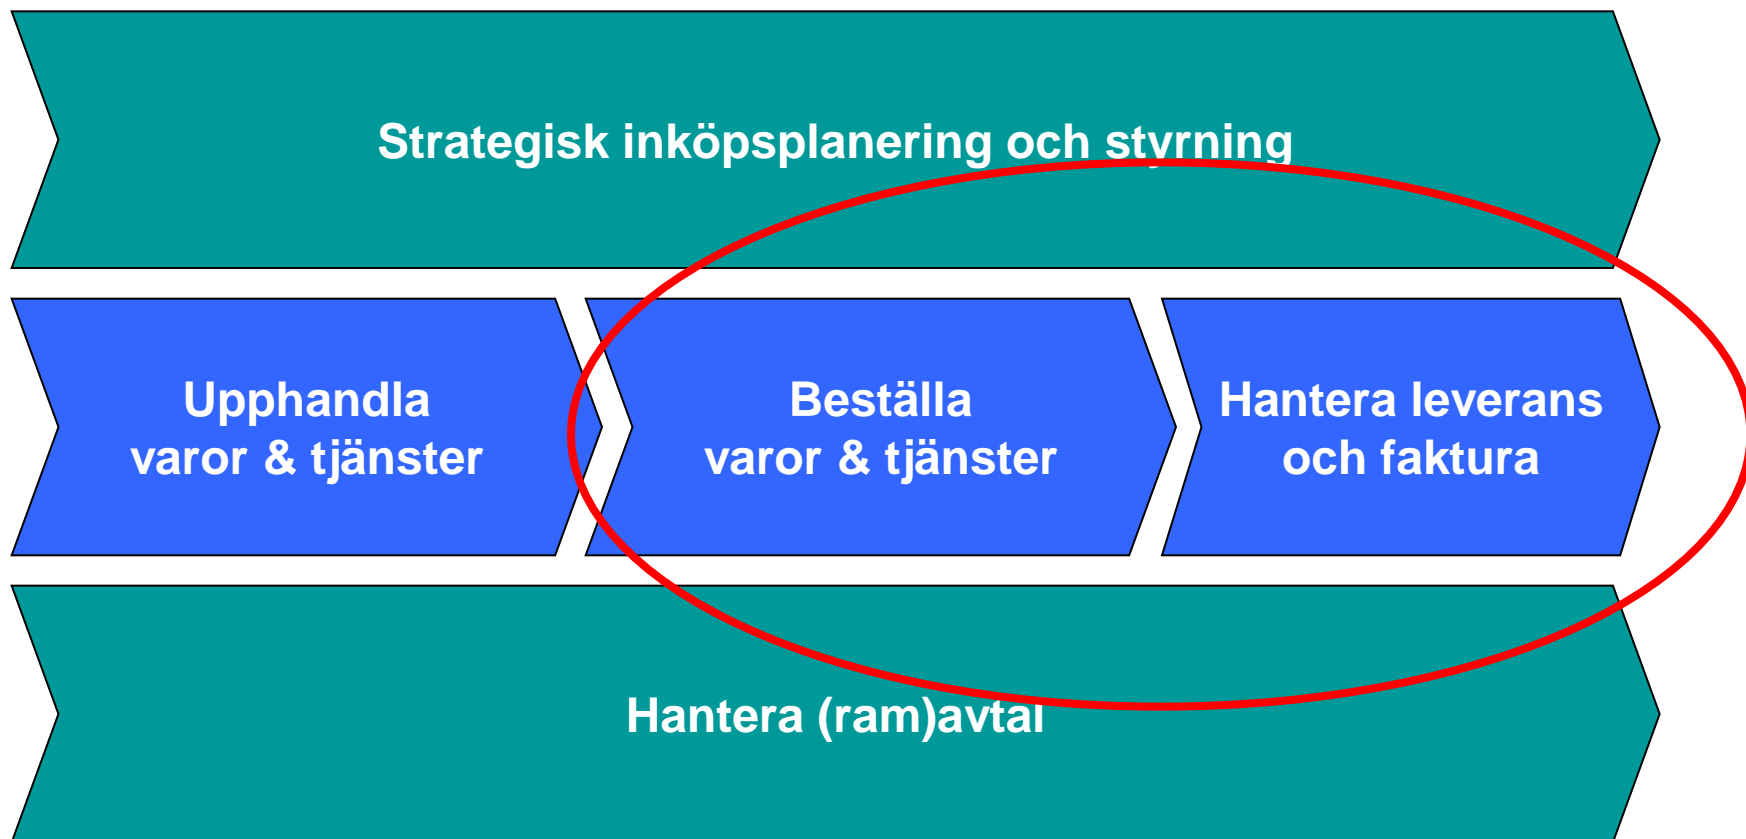 Strategisk inköpsplanering och styrning
Upphandla
varor & tjänster
Beställa
varor & tjänster
Hantera leverans
och faktura
Hantera (ram)avtal